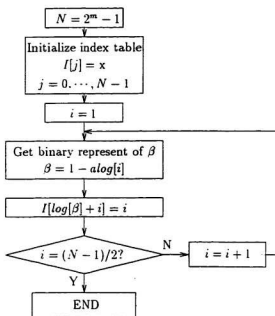 N = 2^m − 1
Initialize index table
I[j] = x
j = 0, ⋯, N − 1
i = 1
Get binary represent of β
β = 1 − alog[i]
I[log[β] + i] = i
i = (N − 1)/2?
N
i = i + 1
Y
END